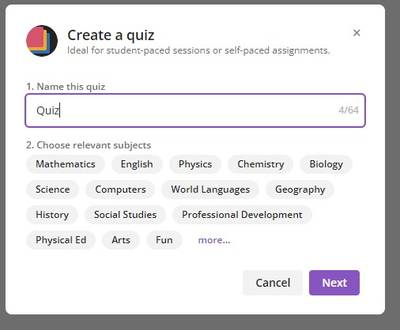 Create a quiz
Ideal for student-paced sessions or self-paced assignments.
1. Name this quiz
Quiz 4/64
2. Choose relevant subjects
Mathematics English Physics Chemistry Biology
Science Computers World Languages Geography
History Social Studies Professional Development
Physical Ed Arts Fun more...
Cancel Next